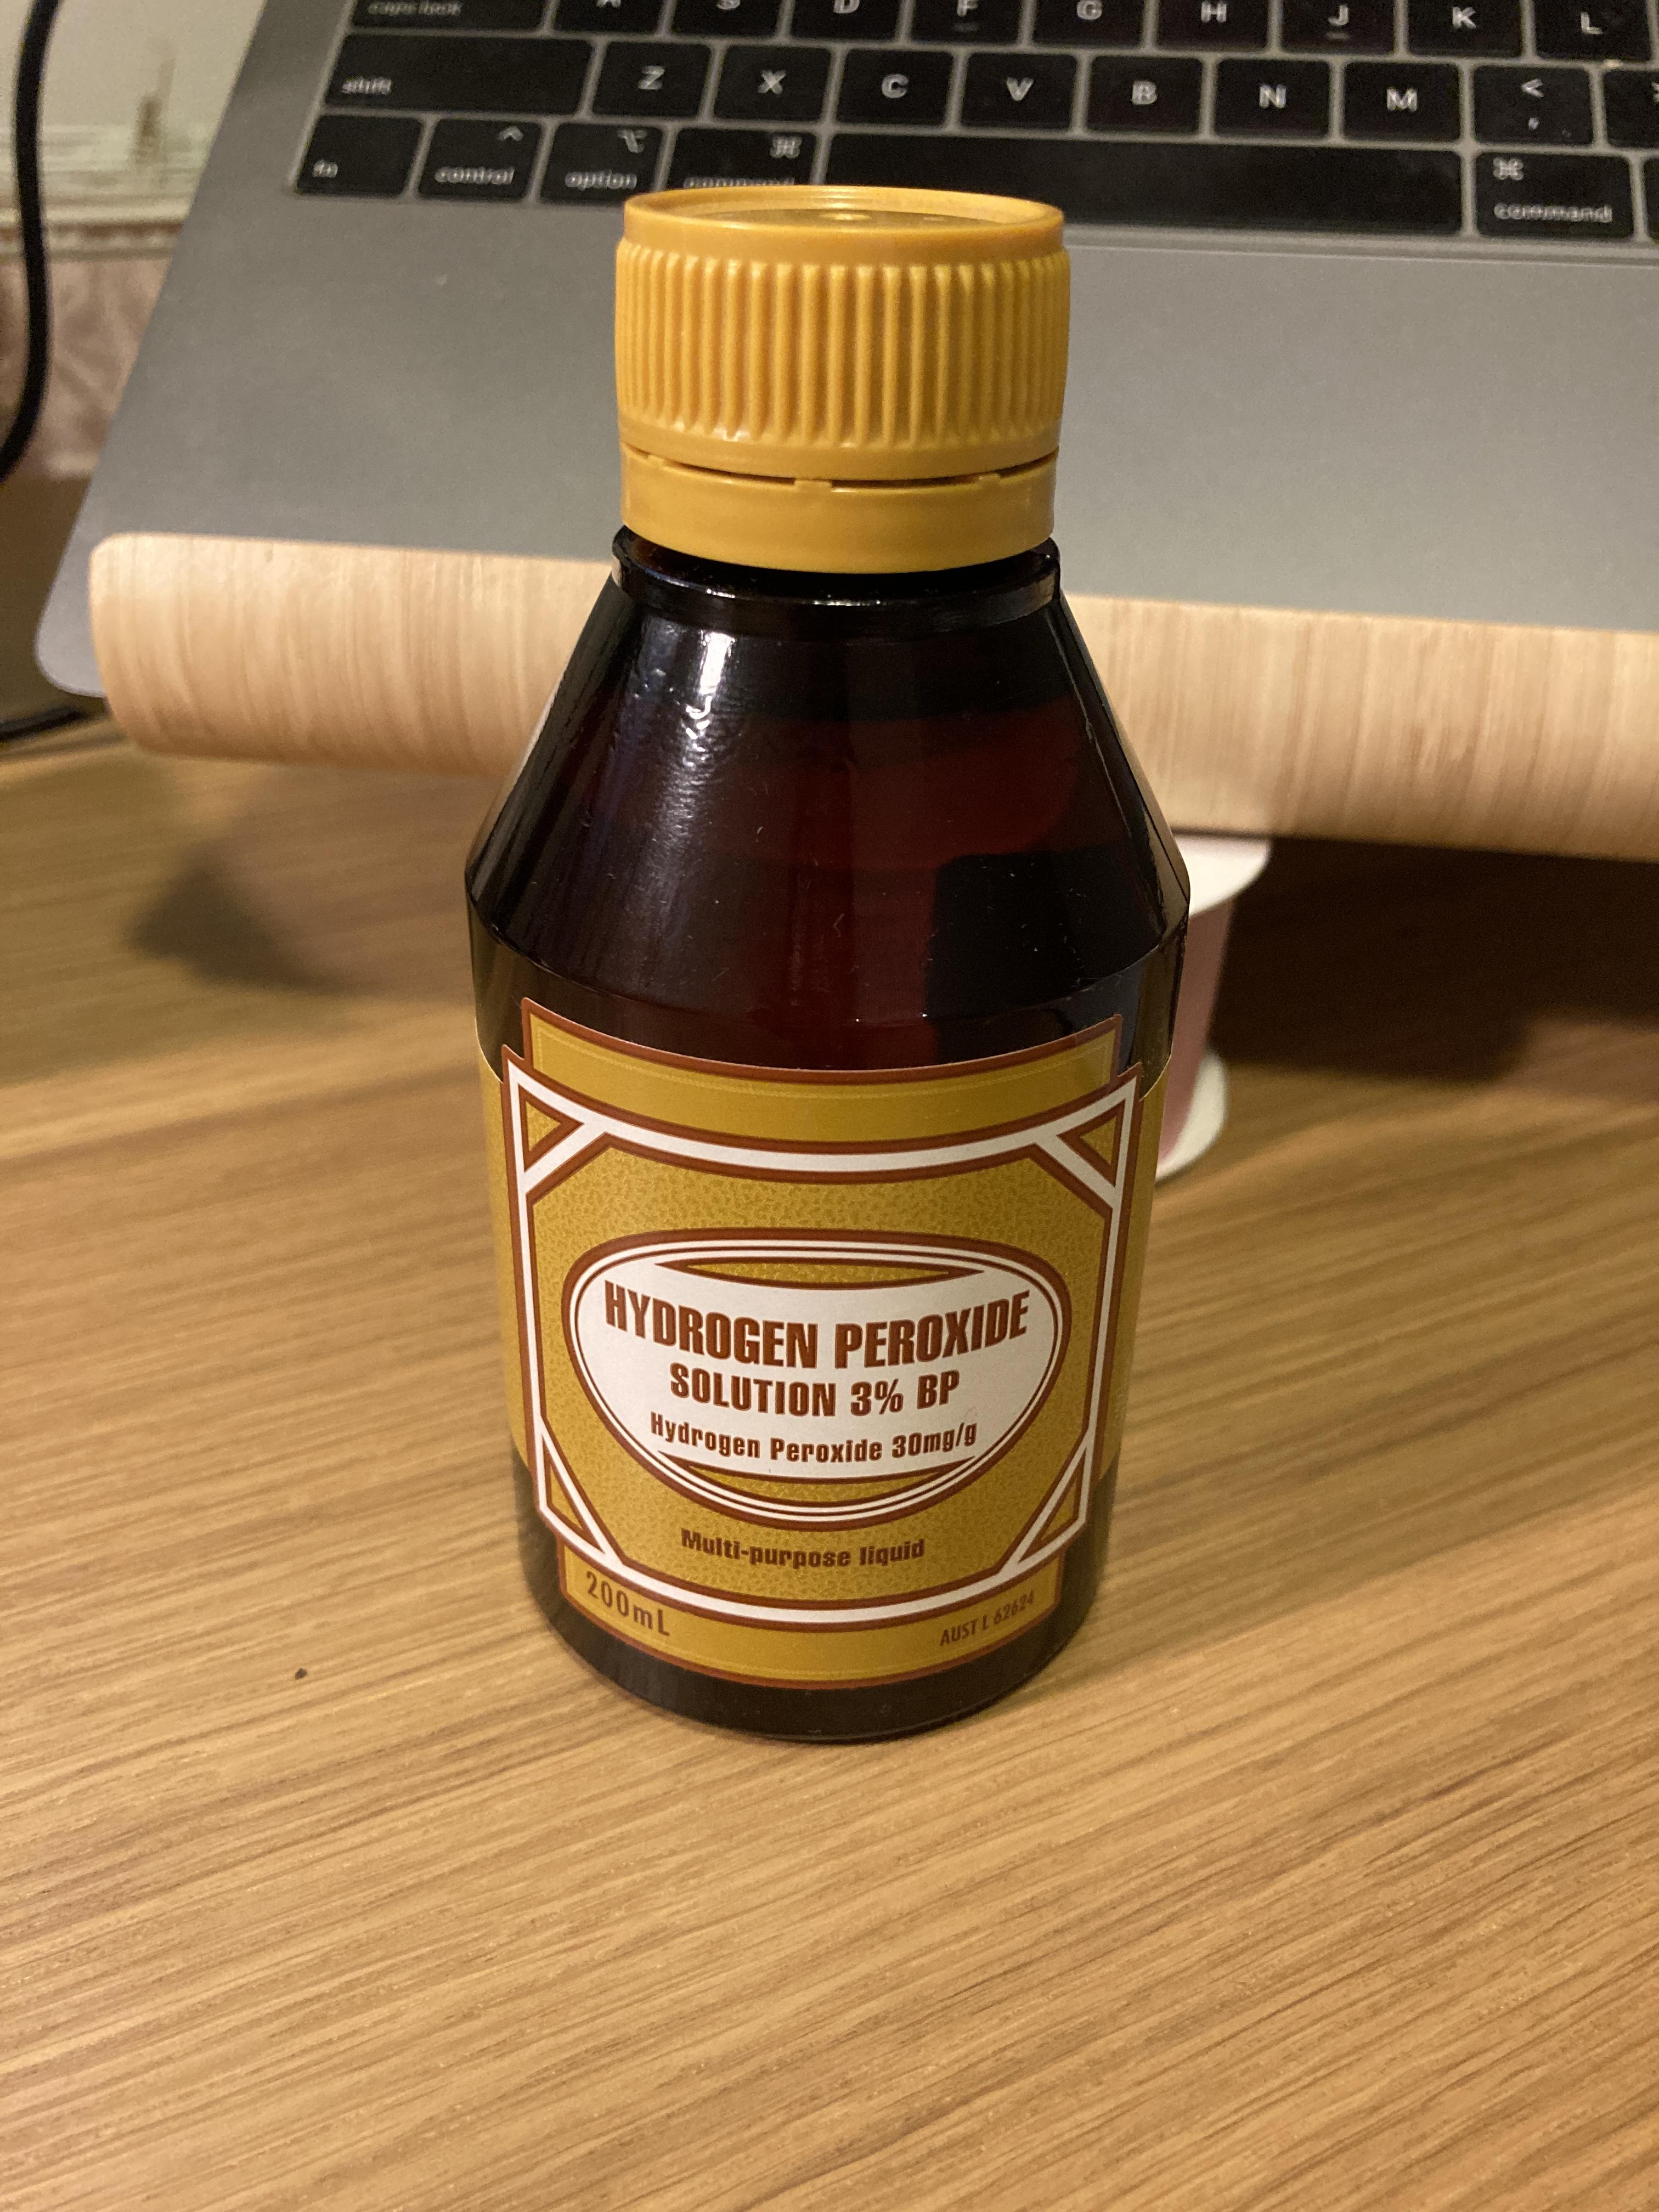 caps lock A S D F G H J K L
shift Z X C V B N M < ,
fn control option command command
HYDROGEN PEROXIDE
SOLUTION 3% BP
Hydrogen Peroxide 30mg/g
Multi-purpose liquid
200mL
AUST L 62624